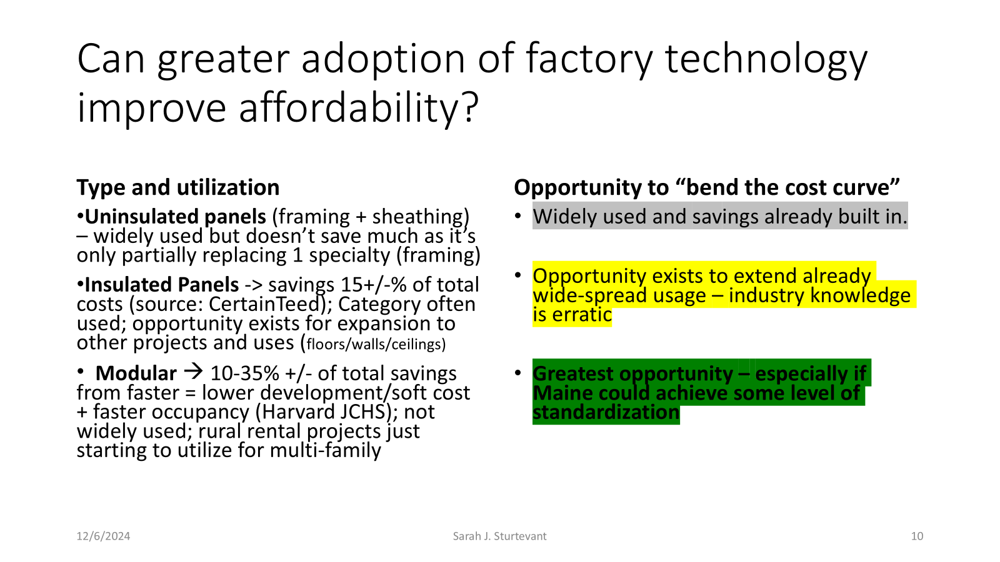 Can greater adoption of factory technology
improve affordability?
Type and utilization
•Uninsulated panels (framing + sheathing)
– widely used but doesn’t save much as it’s
only partially replacing 1 specialty (framing)
•Insulated Panels -> savings 15+/-% of total
costs (source: CertainTeed); Category often
used; opportunity exists for expansion to
other projects and uses (floors/walls/ceilings)
• Modular → 10-35% +/- of total savings
from faster = lower development/soft cost
+ faster occupancy (Harvard JCHS); not
widely used; rural rental projects just
starting to utilize for multi-family
Opportunity to “bend the cost curve”
• Widely used and savings already built in.
• Opportunity exists to extend already
wide-spread usage – industry knowledge
is erratic
• Greatest opportunity – especially if
Maine could achieve some level of
standardization
12/6/2024
Sarah J. Sturtevant
10